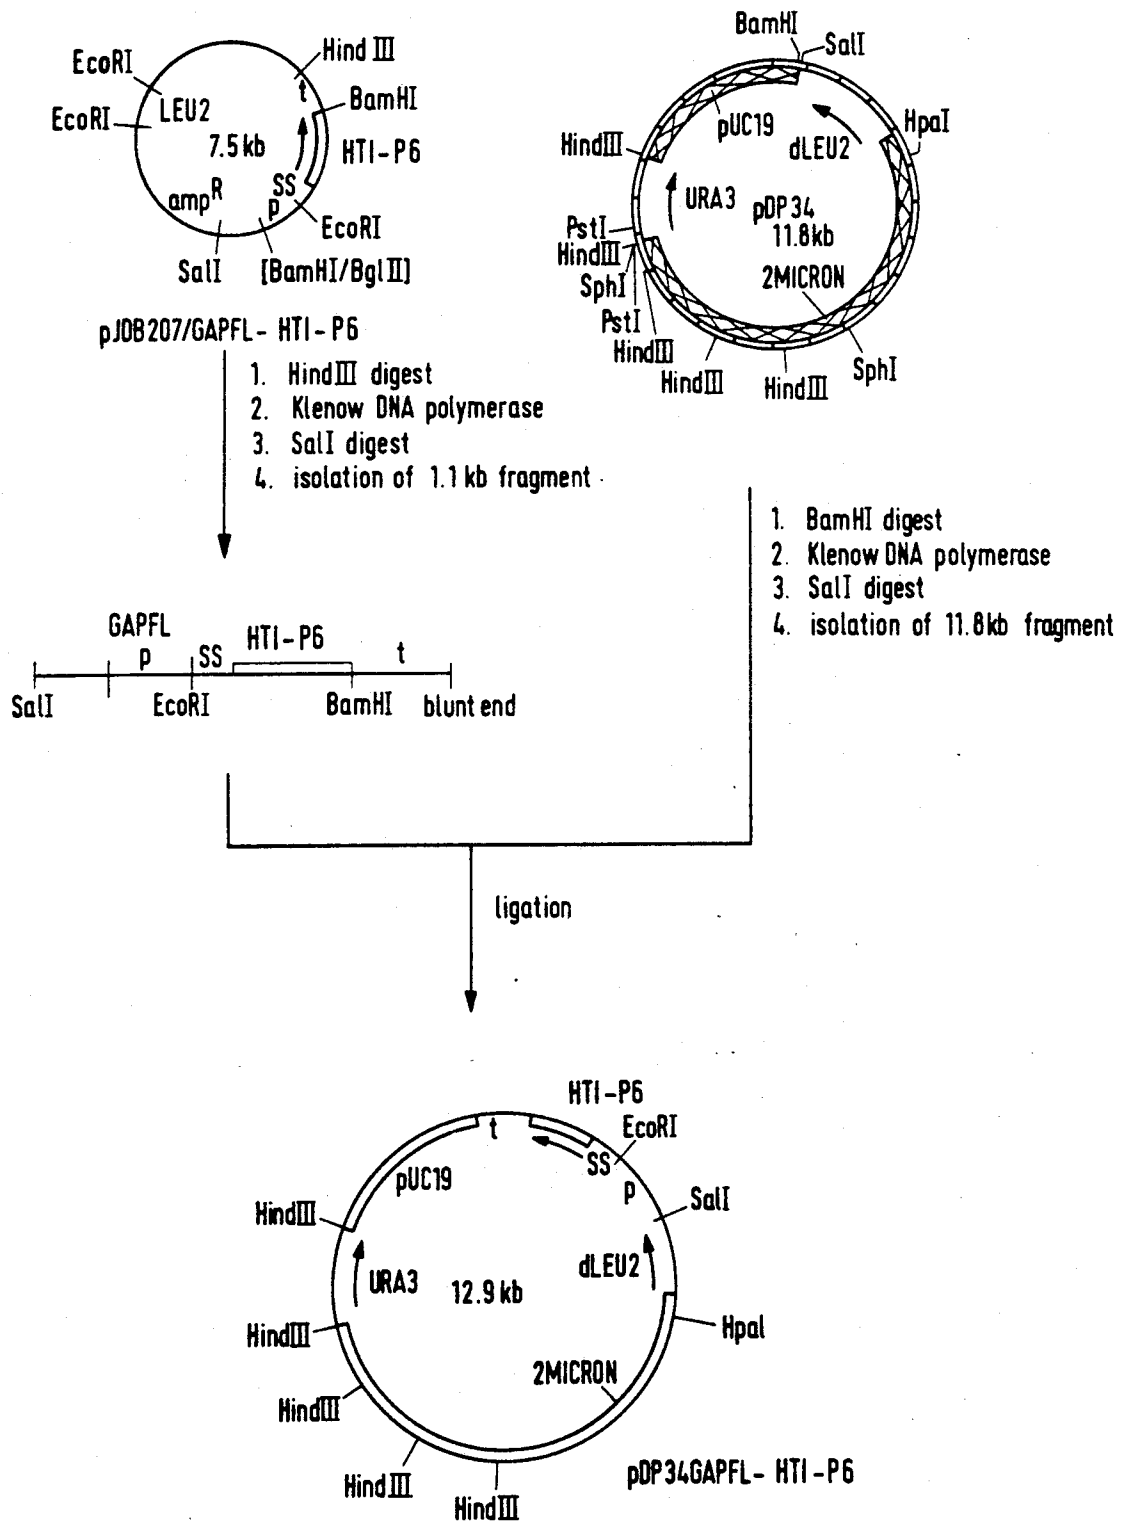 Hind III
EcoRI
BamHI
EcoRI
LEU2
t
7.5 kb
HTI-P6
amp R
SS
p
EcoRI
SalI
[BamHI/Bgl II]
pJDB207/GAPFL- HTI-P6
BamHI
SalI
HpaI
pUC19
dLEU2
HindIII
URA3
pDP34
11.8kb
PstI
HindIII
SphI
2MICRON
PstI
HindIII
HindIII
HindIII
SphI
1. HindIII digest
2. Klenow DNA polymerase
3. SalI digest
4. isolation of 1.1 kb fragment
1. BamHI digest
2. Klenow DNA polymerase
3. SalI digest
4. isolation of 11.8kb fragment
GAPFL
p
SS
HTI-P6
t
SalI
EcoRI
BamHI
blunt end
ligation
HTI-P6
t
EcoRI
SS
pUC19
p
SalI
HindIII
dLEU2
URA3
12.9 kb
HpaI
HindIII
2MICRON
HindIII
HindIII
HindIII
pDP34GAPFL- HTI-P6